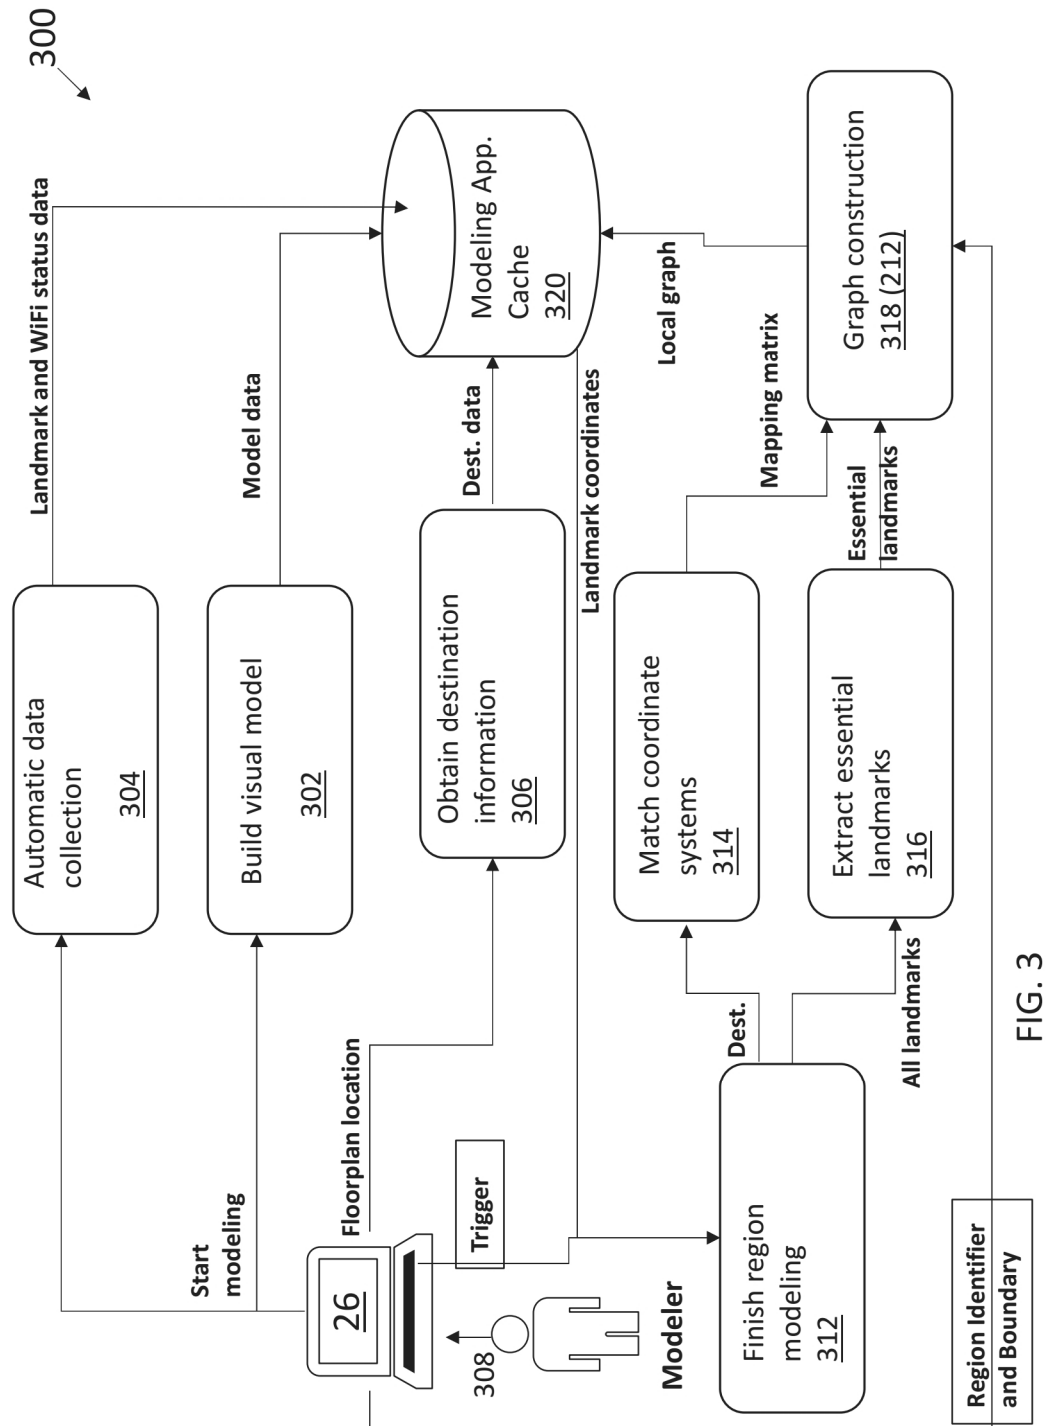 300
Landmark and WiFi status data
Automatic data
collection
304
Start
modeling
Model data
Build visual model
302
Modeling App.
Cache
320
Floorplan location
Obtain destination
information
306
Dest. data
26
308
Modeler
Trigger
Landmark coordinates
Local graph
Finish region
modeling
312
Dest.
All landmarks
Match coordinate
systems
314
Extract essential
landmarks
316
Mapping matrix
Essential
landmarks
Graph construction
318 (212)
Region Identifier
and Boundary
FIG. 3